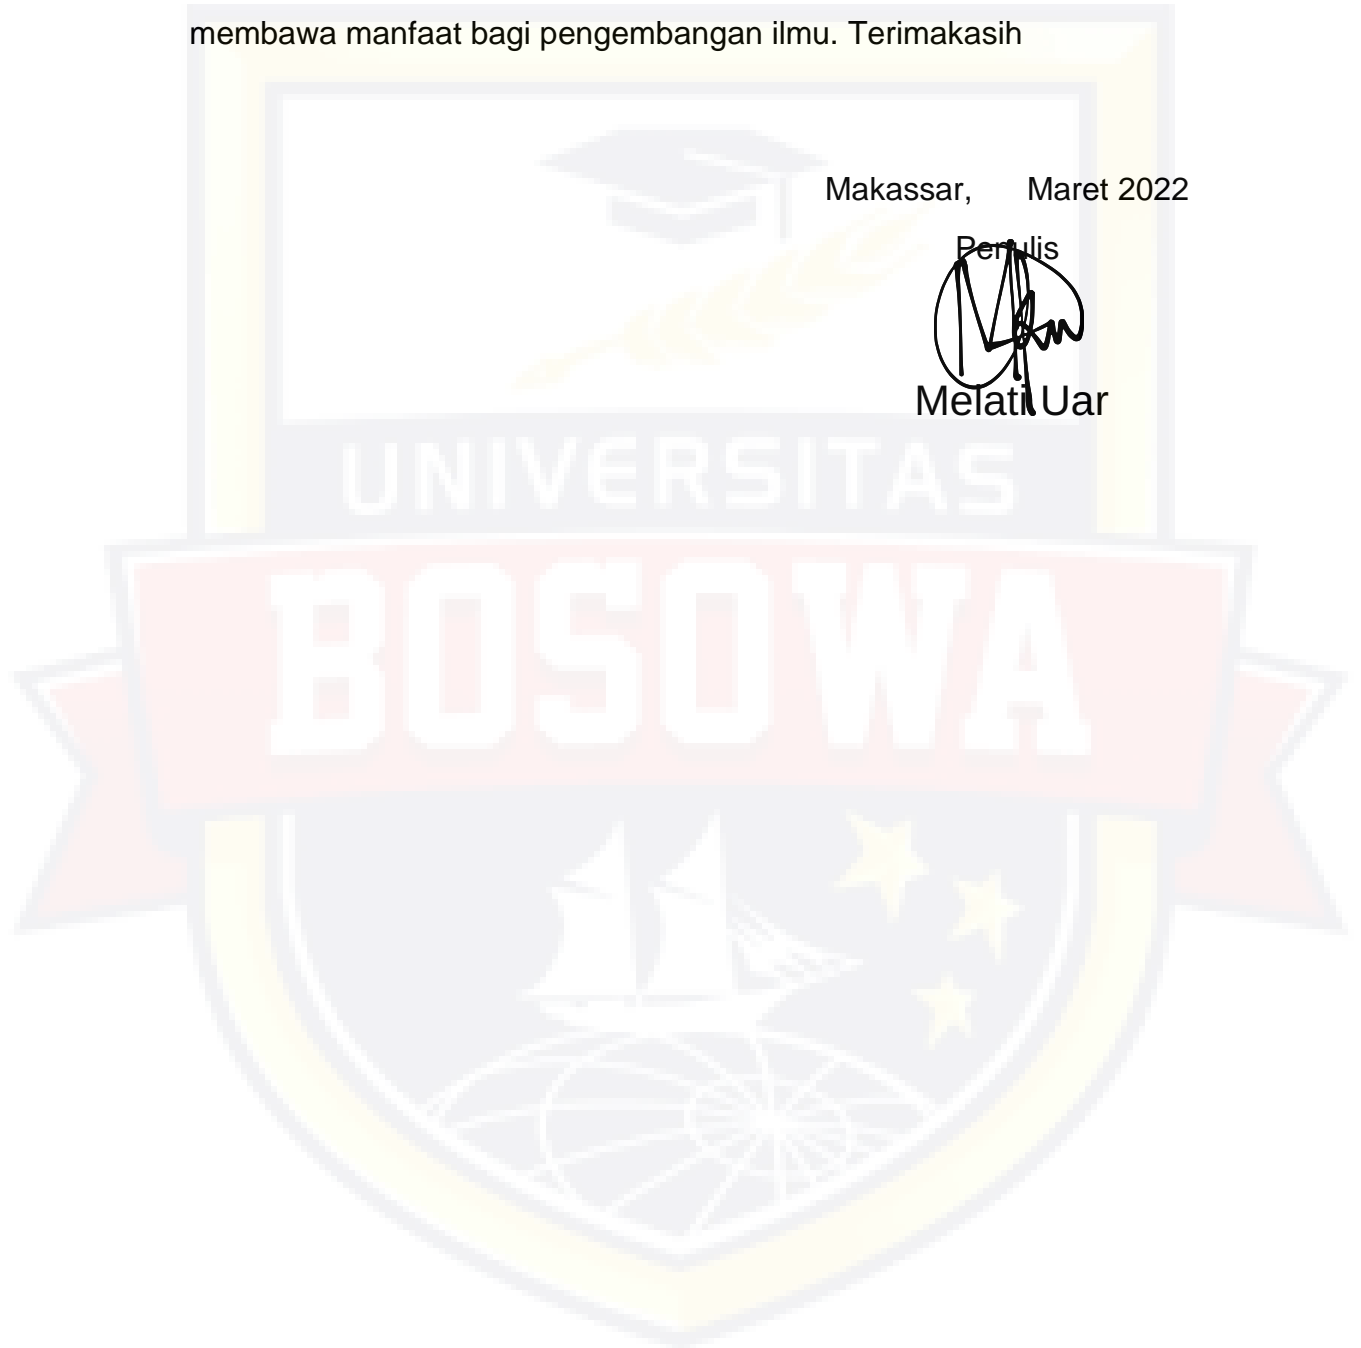 membawa manfaat bagi pengembangan ilmu. Terimakasih
Makassar, Maret 2022
Penulis
Melati Uar
UNIVERSITAS
BOSOWA